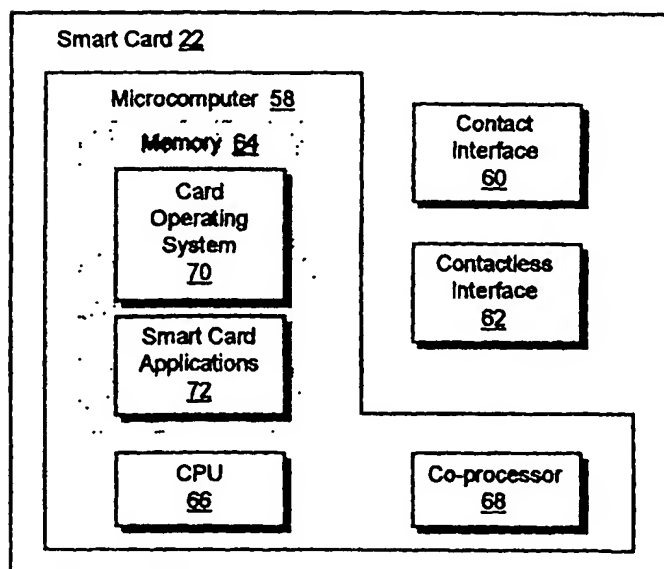 Smart Card 22
Microcomputer 58
Memory 64
Card
Operating
System
70
Smart Card
Applications
72
CPU
66
Contact
Interface
60
Contactless
Interface
62
Co-processor
68